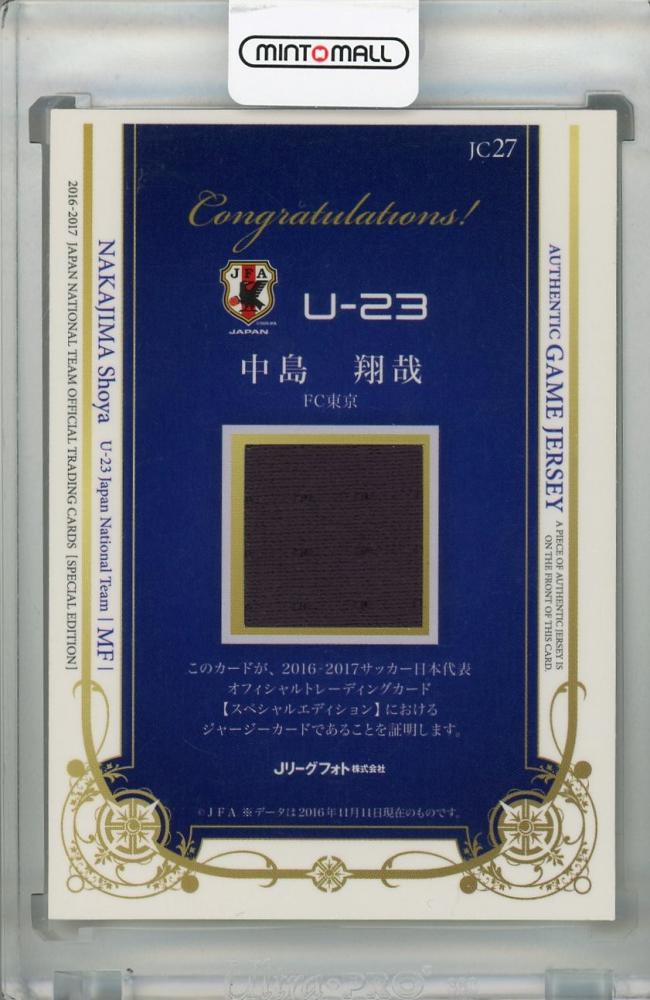 MINTOMALL
JC27
Congratulations!
JFA
JAPAN
U-23
中島 翔哉
FC東京
このカードが、2016-2017サッカー日本代表
オフィシャルトレーディングカード
【スペシャルエディション】における
ジャージーカードであることを証明します。
Jリーグフォト株式会社
©JFA ※データは2016年11月11日現在のものです。
AUTHENTIC GAME JERSEY
A PIECE OF AUTHENTIC JERSEY IS
ON THE FRONT OF THIS CARD.
NAKAJIMA Shoya U-23 Japan National Team | MF |
2016-2017 JAPAN NATIONAL TEAM OFFICIAL TRADING CARDS [SPECIAL EDITION]
Ultra·PRO